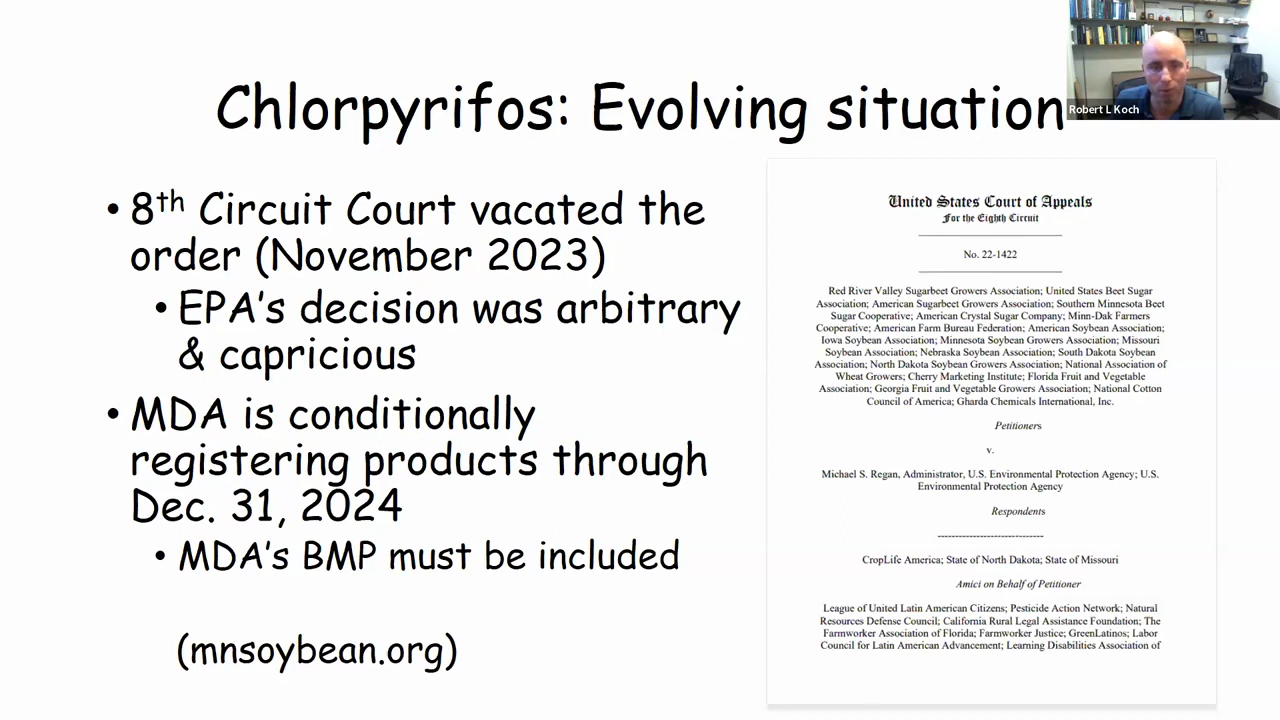 Chlorpyrifos: Evolving situation
Robert L Koch
• 8th Circuit Court vacated the
order (November 2023)
• EPA's decision was arbitrary
& capricious
• MDA is conditionally
registering products through
Dec. 31, 2024
• MDA's BMP must be included
(mnsoybean.org)
United States Court of Appeals
For the Eighth Circuit
No. 22-1422
Red River Valley Sugarbeet Growers Association; United States Beet Sugar
Association; American Sugarbeet Growers Association; Southern Minnesota Beet
Sugar Cooperative; American Crystal Sugar Company; Minn-Dak Farmers
Cooperative; American Farm Bureau Federation; American Soybean Association;
Iowa Soybean Association; Minnesota Soybean Growers Association; Missouri
Soybean Association; Nebraska Soybean Association; South Dakota Soybean
Association; North Dakota Soybean Growers Association; National Association of
Wheat Growers; Cherry Marketing Institute; Florida Fruit and Vegetable
Association; Georgia Fruit and Vegetable Growers Association; National Cotton
Council of America; Gharda Chemicals International, Inc.
Petitioners
v.
Michael S. Regan, Administrator, U.S. Environmental Protection Agency; U.S.
Environmental Protection Agency
Respondents
------------------------------
CropLife America; State of North Dakota; State of Missouri
Amici on Behalf of Petitioner
League of United Latin American Citizens; Pesticide Action Network; Natural
Resources Defense Council; California Rural Legal Assistance Foundation; The
Farmworker Association of Florida; Farmworker Justice; GreenLatinos; Labor
Council for Latin American Advancement; Learning Disabilities Association of